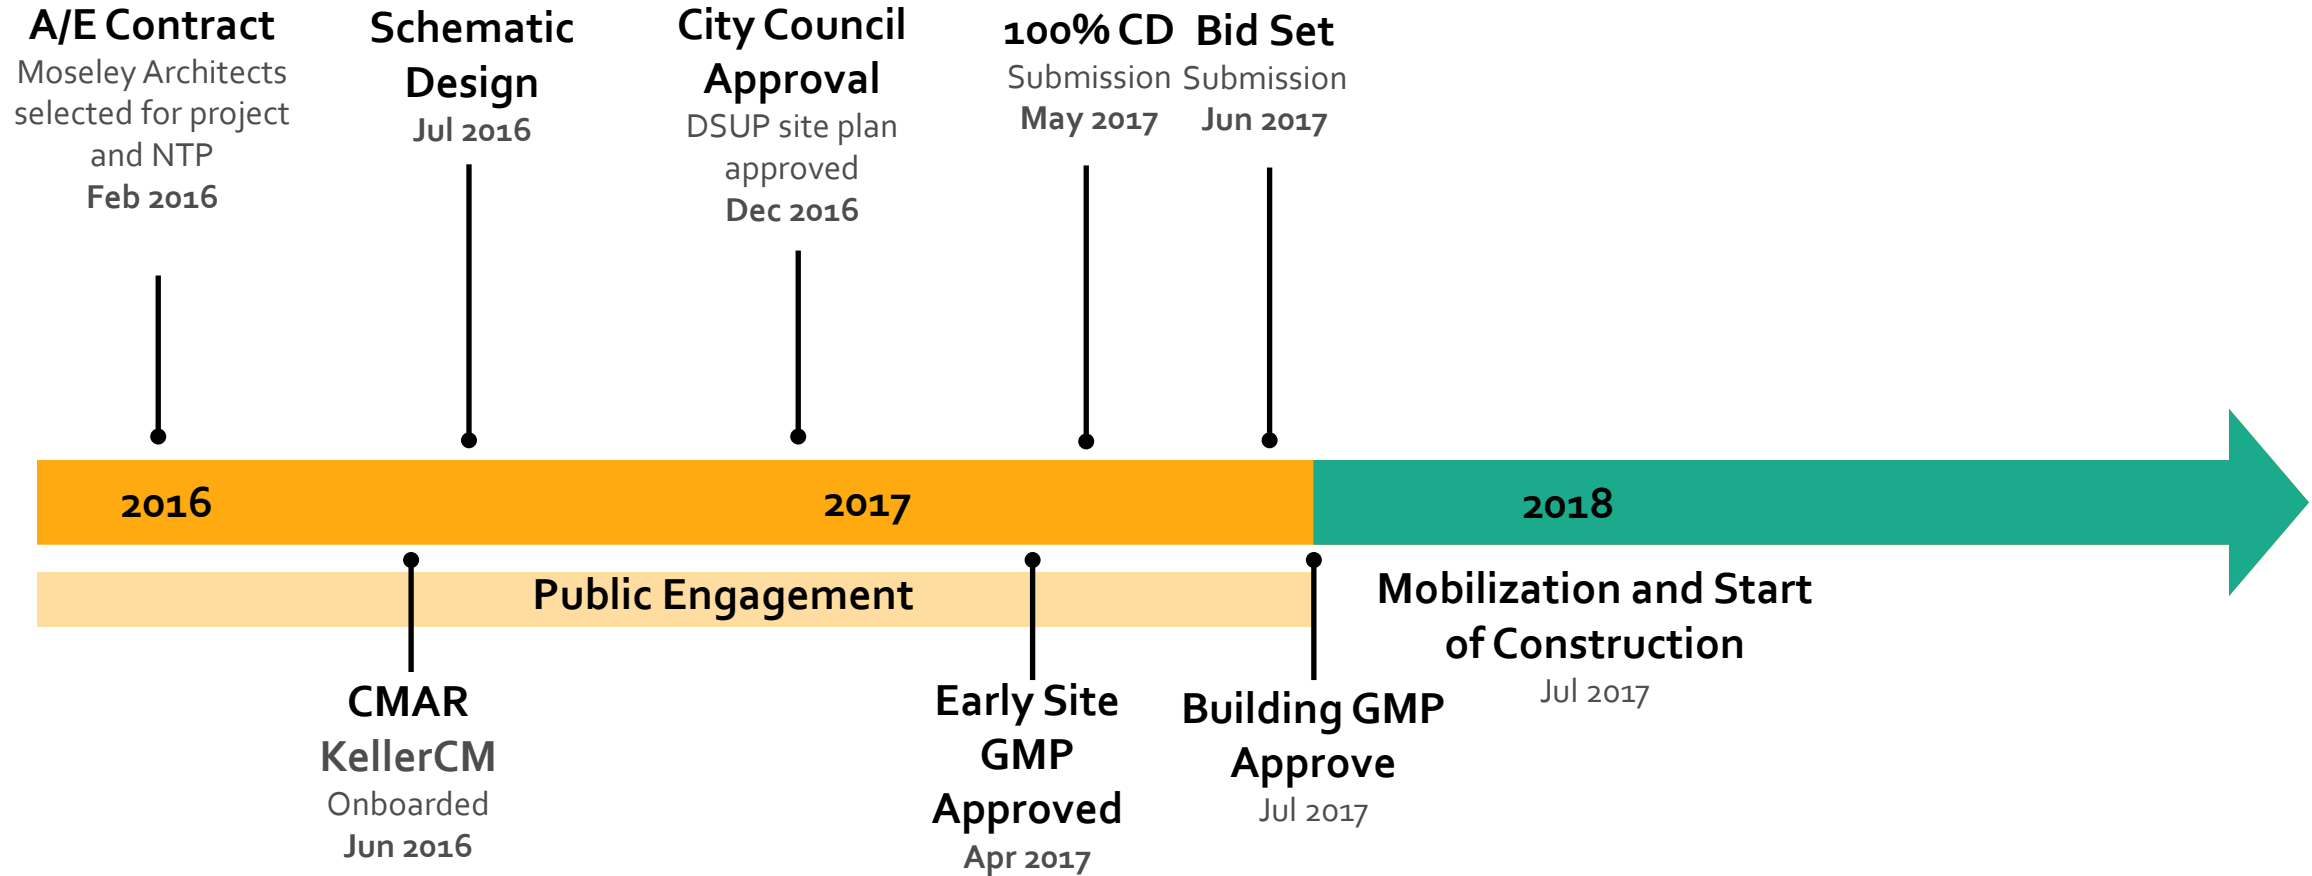 A/E Contract
Moseley Architects
selected for project
and NTP
Feb 2016
Schematic
Design
Jul 2016
City Council
Approval
DSUP site plan
approved
Dec 2016
100% CD
Submission
May 2017
Bid Set
Submission
Jun 2017
2016
2017
2018
Public Engagement
CMAR
KellerCM
Onboarded
Jun 2016
Early Site
GMP
Approved
Apr 2017
Building GMP
Approve
Jul 2017
Mobilization and Start
of Construction
Jul 2017